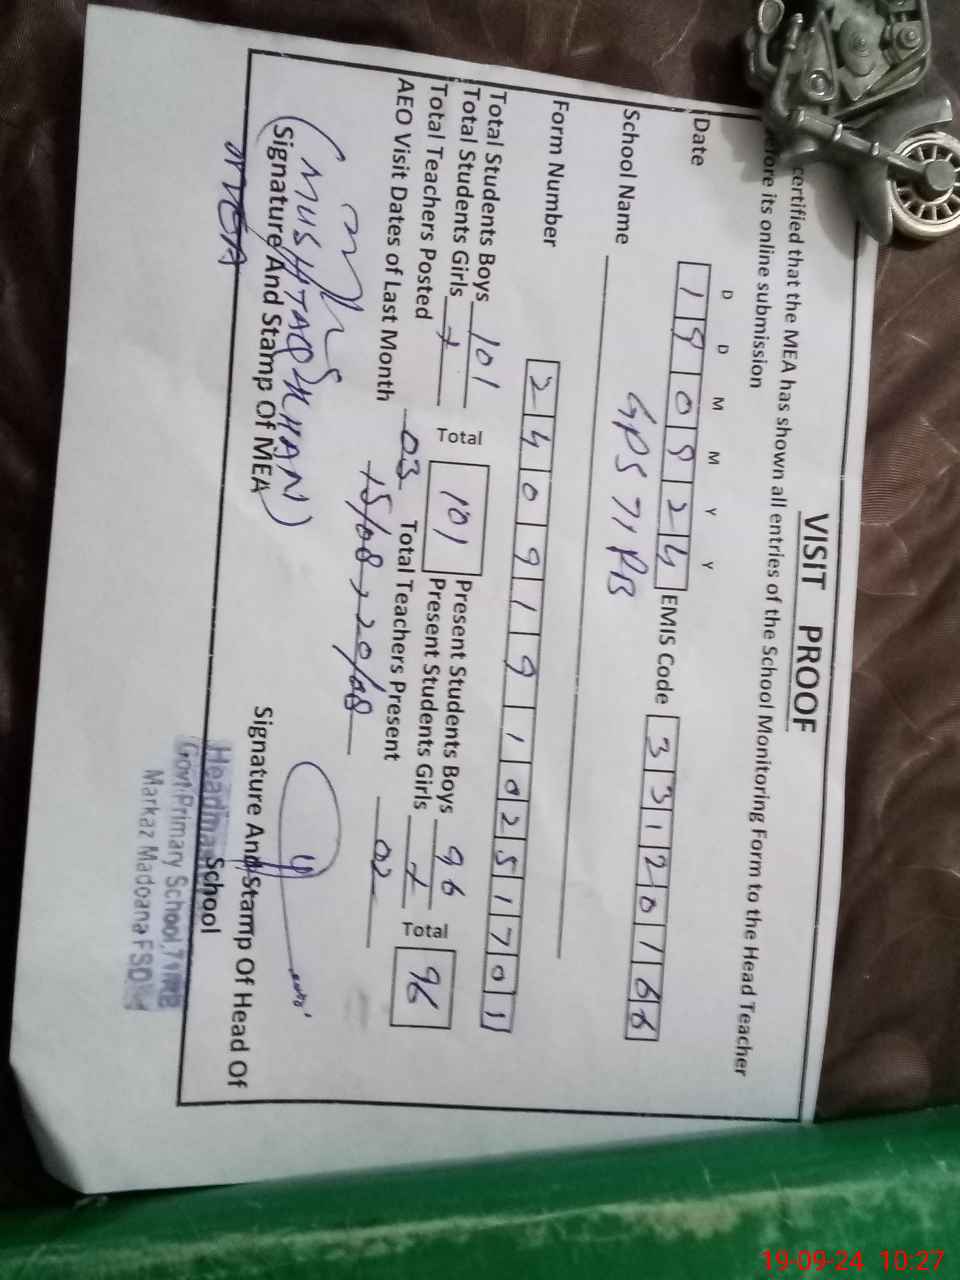 VISIT PROOF
certified that the MEA has shown all entries of the School Monitoring Form to the Head Teacher
before its online submission
D D M M Y Y
Date 1 9 0 9 2 4 EMIS Code 3 3 1 2 0 1 6 6
School Name GPS 71 RB
Form Number 2 4 0 9 1 9 1 0 2 5 1 7 0 1
Total Students Boys 101 Total 101 Present Students Boys 96 Total 96
Total Students Girls Present Students Girls
Total Teachers Posted 03 Total Teachers Present 02
AEO Visit Dates of Last Month 15/08, 20/08
(MUSHTAQ KHAN)
Signature And Stamp Of MEA
MEA
Signature And Stamp Of Head Of
School
Govt Primary School, 71 RB
Markaz Madoana FSD
19-09-24 10:27